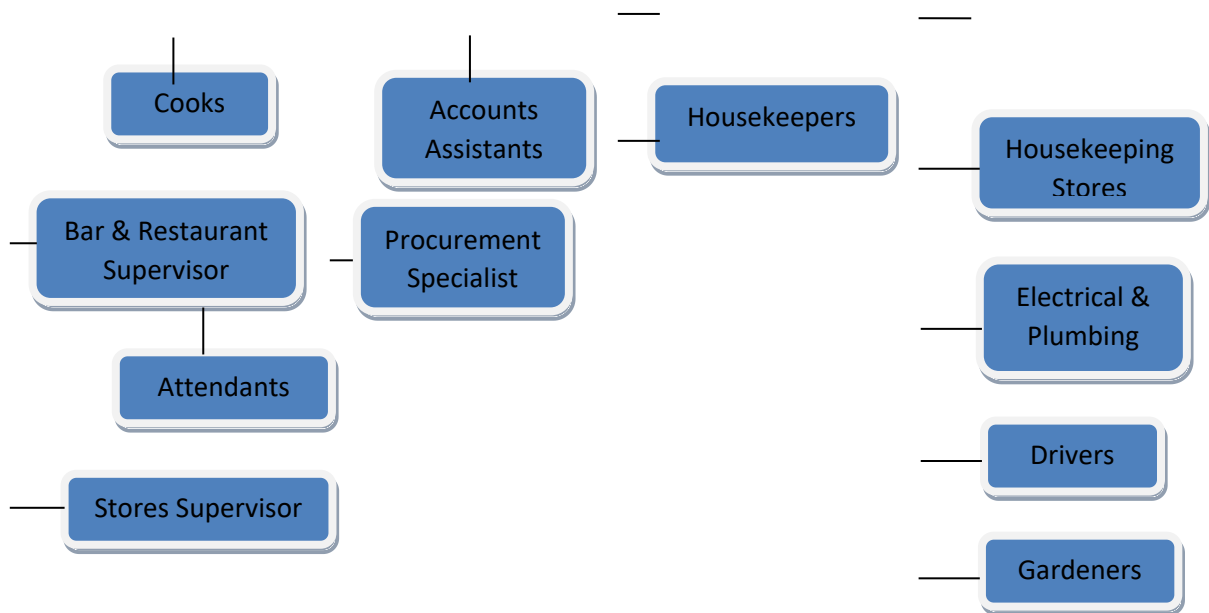 Cooks
Accounts
Assistants
Housekeepers
Housekeeping
Stores
Bar & Restaurant
Supervisor
Procurement
Specialist
Electrical &
Plumbing
Attendants
Drivers
Stores Supervisor
Gardeners